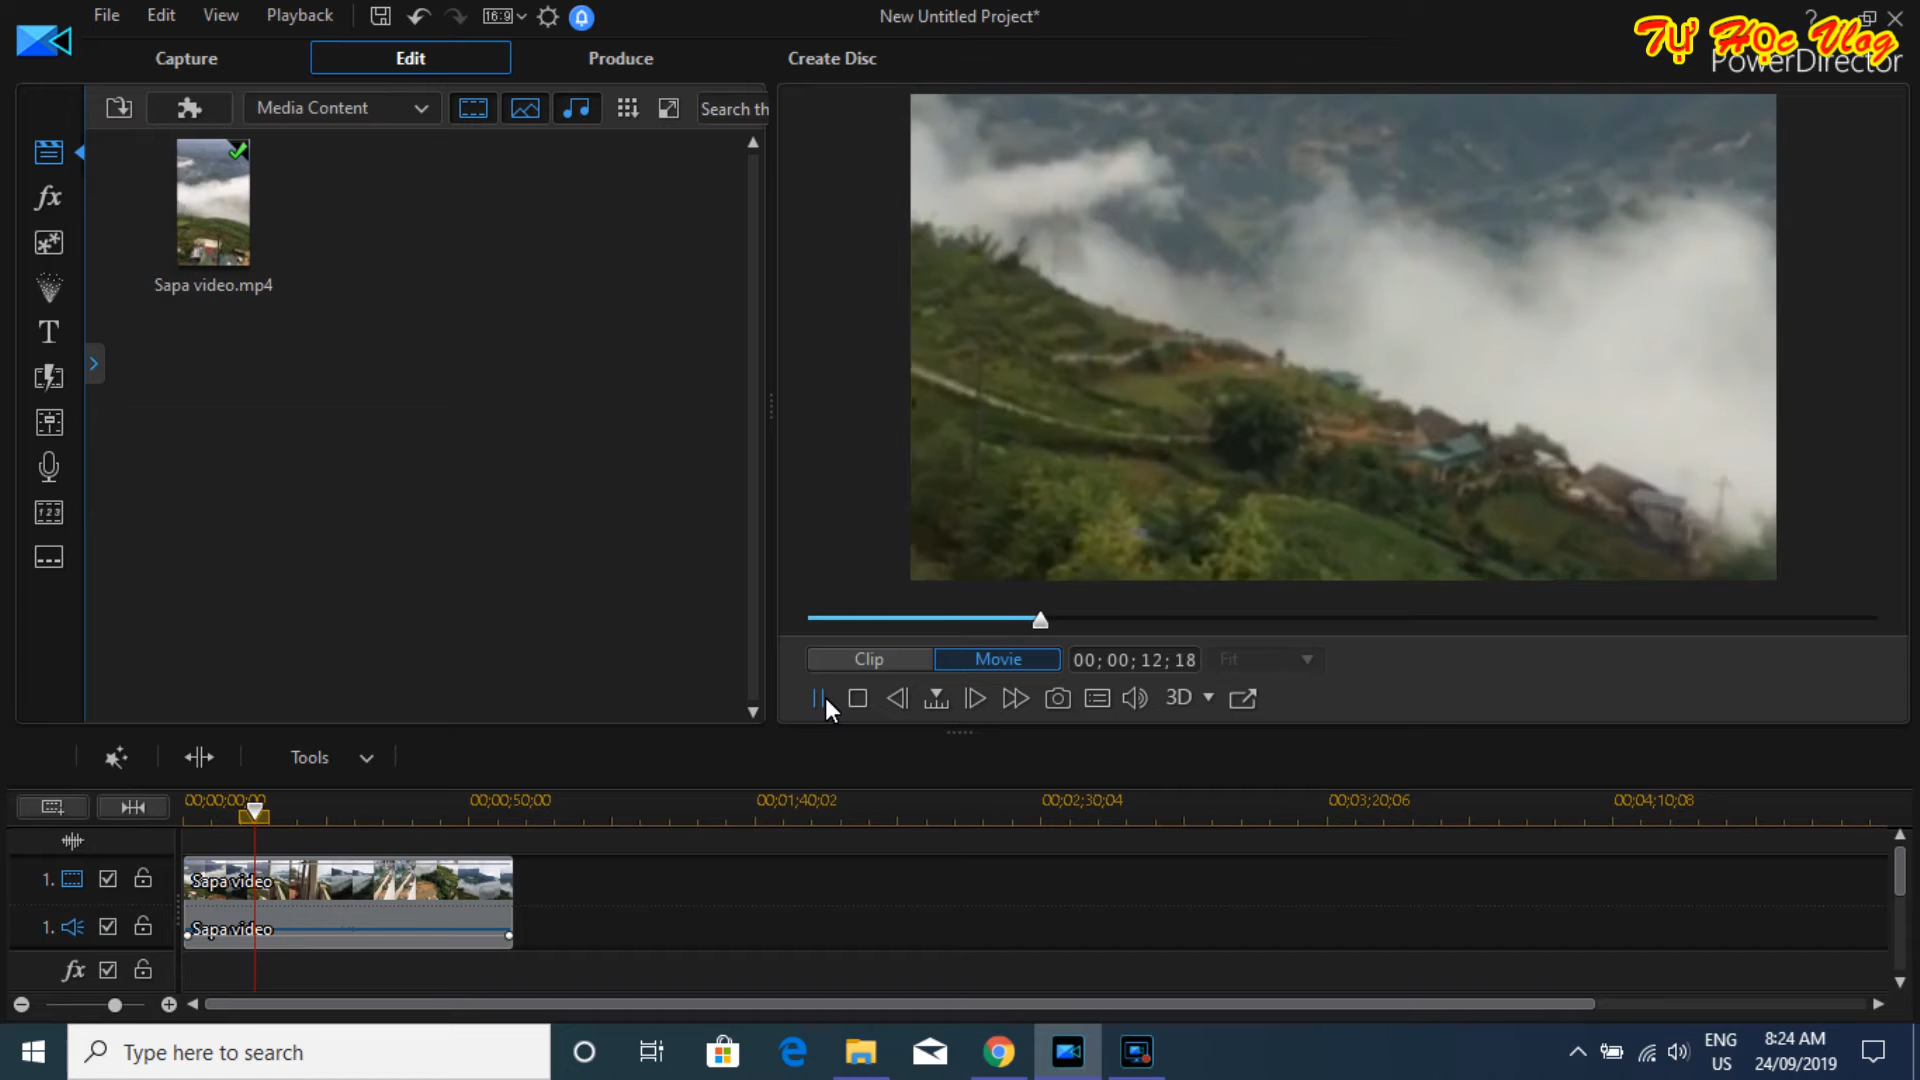 File Edit View Playback 16:9 New Untitled Project* ?
Tự Học Vlog
PowerDirector
Capture Edit Produce Create Disc
Media Content Search th
fx
Sapa video.mp4
T
123
Clip Movie 00; 00; 12; 18 Fit
3D
Tools
00;00;00;00 00;00;50;00 00;01;40;02 00;02;30;04 00;03;20;06 00;04;10;08
1. Sapa video
1. Sapa video
fx
Type here to search
ENG
US
8:24 AM
24/09/2019